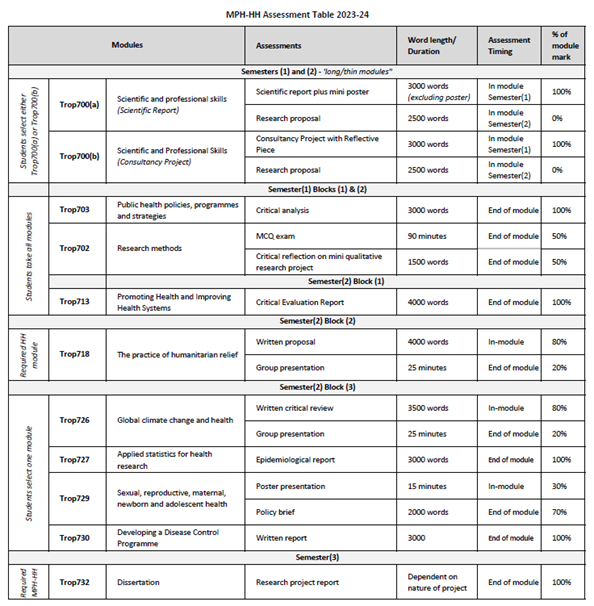 MPH-HH Assessment Table 2023-24
Modules Assessments Word length/ Duration Assessment Timing % of module mark
Semesters (1) and (2) - 'long/thin modules"
Students select either Trop700(a) or Trop700(b)
Trop700(a) Scientific and professional skills (Scientific Report) Scientific report plus mini poster 3000 words (excluding poster) In module Semester(1) 100%
Research proposal 2500 words In module Semester(2) 0%
Trop700(b) Scientific and Professional Skills (Consultancy Project) Consultancy Project with Reflective Piece 3000 words In module Semester(1) 100%
Research proposal 2500 words In module Semester(2) 0%
Semester(1) Blocks (1) & (2)
Students take all modules
Trop703 Public health policies, programmes and strategies Critical analysis 3000 words End of module 100%
Trop702 Research methods MCQ exam 90 minutes End of module 50%
Critical reflection on mini qualitative research project 1500 words End of module 50%
Semester(2) Block (1)
Trop713 Promoting Health and Improving Health Systems Critical Evaluation Report 4000 words End of module 100%
Semester(2) Block (2)
Required HH module
Trop718 The practice of humanitarian relief Written proposal 4000 words In-module 80%
Group presentation 25 minutes End of module 20%
Semester(2) Block (3)
Students select one module
Trop726 Global climate change and health Written critical review 3500 words In-module 80%
Group presentation 25 minutes End of module 20%
Trop727 Applied statistics for health research Epidemiological report 3000 words End of module 100%
Trop729 Sexual, reproductive, maternal, newborn and adolescent health Poster presentation 15 minutes In-module 30%
Policy brief 2000 words End of module 70%
Trop730 Developing a Disease Control Programme Written report 3000 End of module 100%
Semester(3)
Required MPH-HH
Trop732 Dissertation Research project report Dependent on nature of project End of module 100%